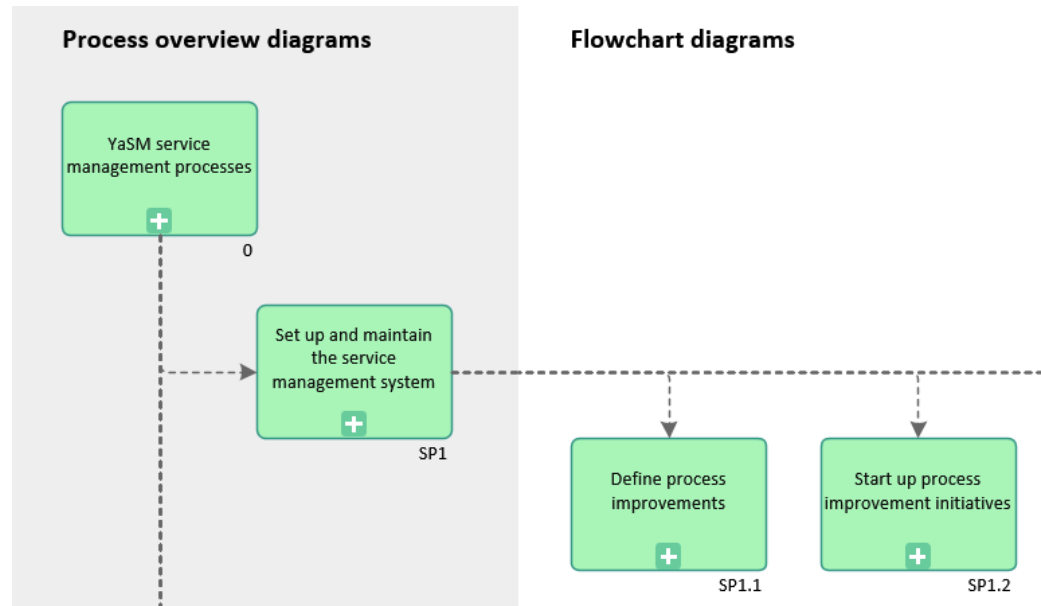 Process overview diagrams
Flowchart diagrams
YaSM service
management processes
0
Set up and maintain
the service
management system
SP1
Define process
improvements
SP1.1
Start up process
improvement initiatives
SP1.2